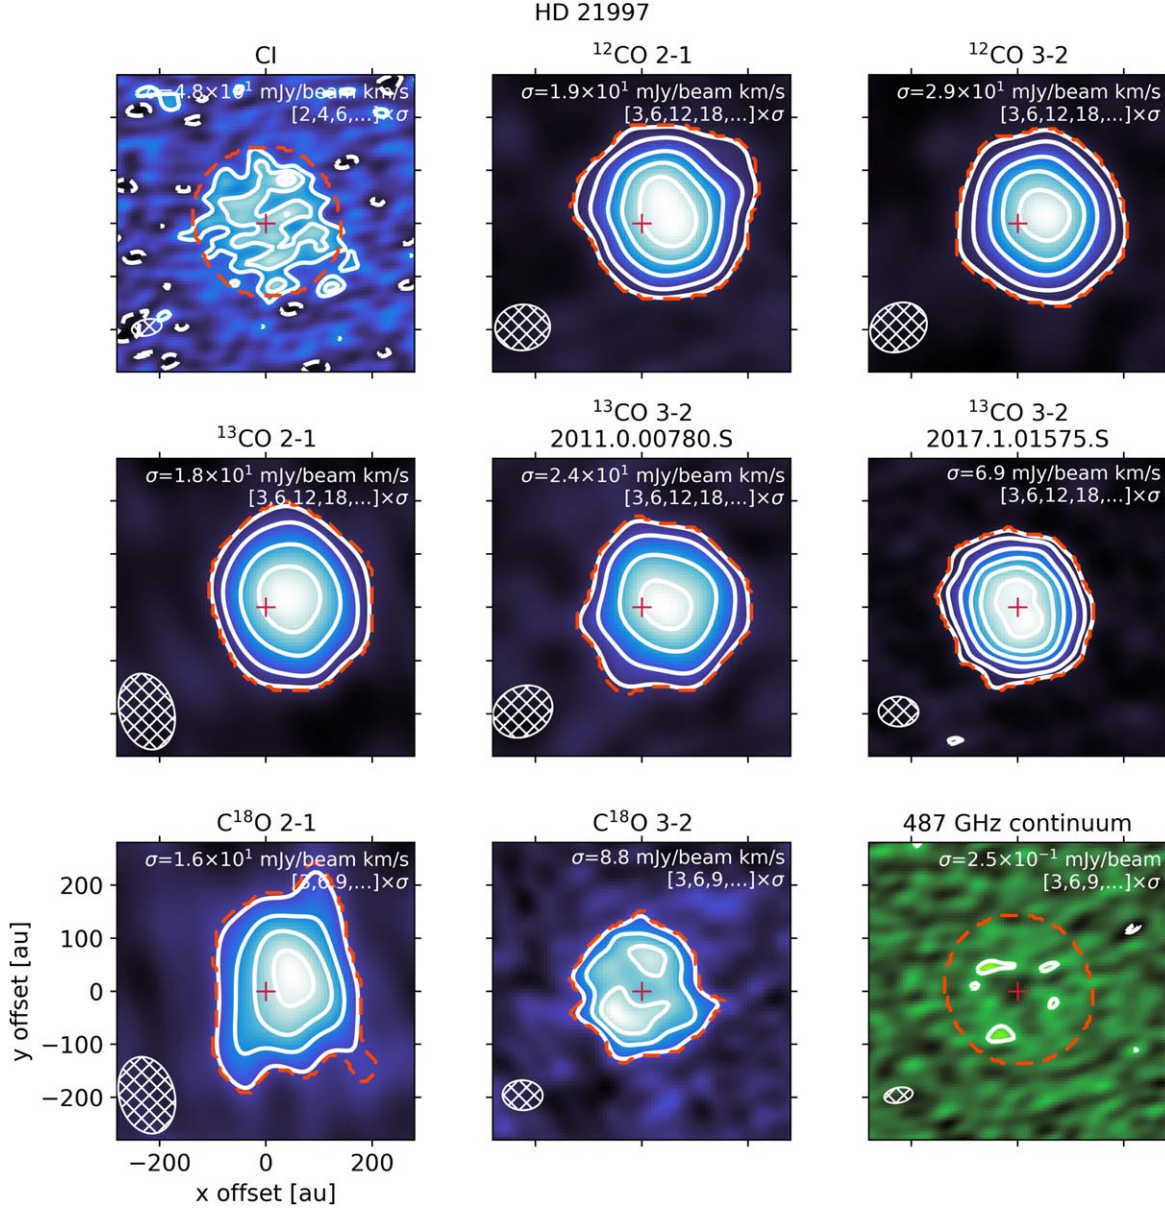 HD 21997
CI
σ=4.8×10¹ mJy/beam km/s
[2,4,6,...]×σ
¹²CO 2-1
σ=1.9×10¹ mJy/beam km/s
[3,6,12,18,...]×σ
¹²CO 3-2
σ=2.9×10¹ mJy/beam km/s
[3,6,12,18,...]×σ
¹³CO 2-1
σ=1.8×10¹ mJy/beam km/s
[3,6,12,18,...]×σ
¹³CO 3-2
2011.0.00780.S
σ=2.4×10¹ mJy/beam km/s
[3,6,12,18,...]×σ
¹³CO 3-2
2017.1.01575.S
σ=6.9 mJy/beam km/s
[3,6,12,18,...]×σ
C¹⁸O 2-1
σ=1.6×10¹ mJy/beam km/s
[3,6,9,...]×σ
C¹⁸O 3-2
σ=8.8 mJy/beam km/s
[3,6,9,...]×σ
487 GHz continuum
σ=2.5×10⁻¹ mJy/beam
[3,6,9,...]×σ
y offset [au]
200
100
0
−100
−200
−200 0 200
x offset [au]